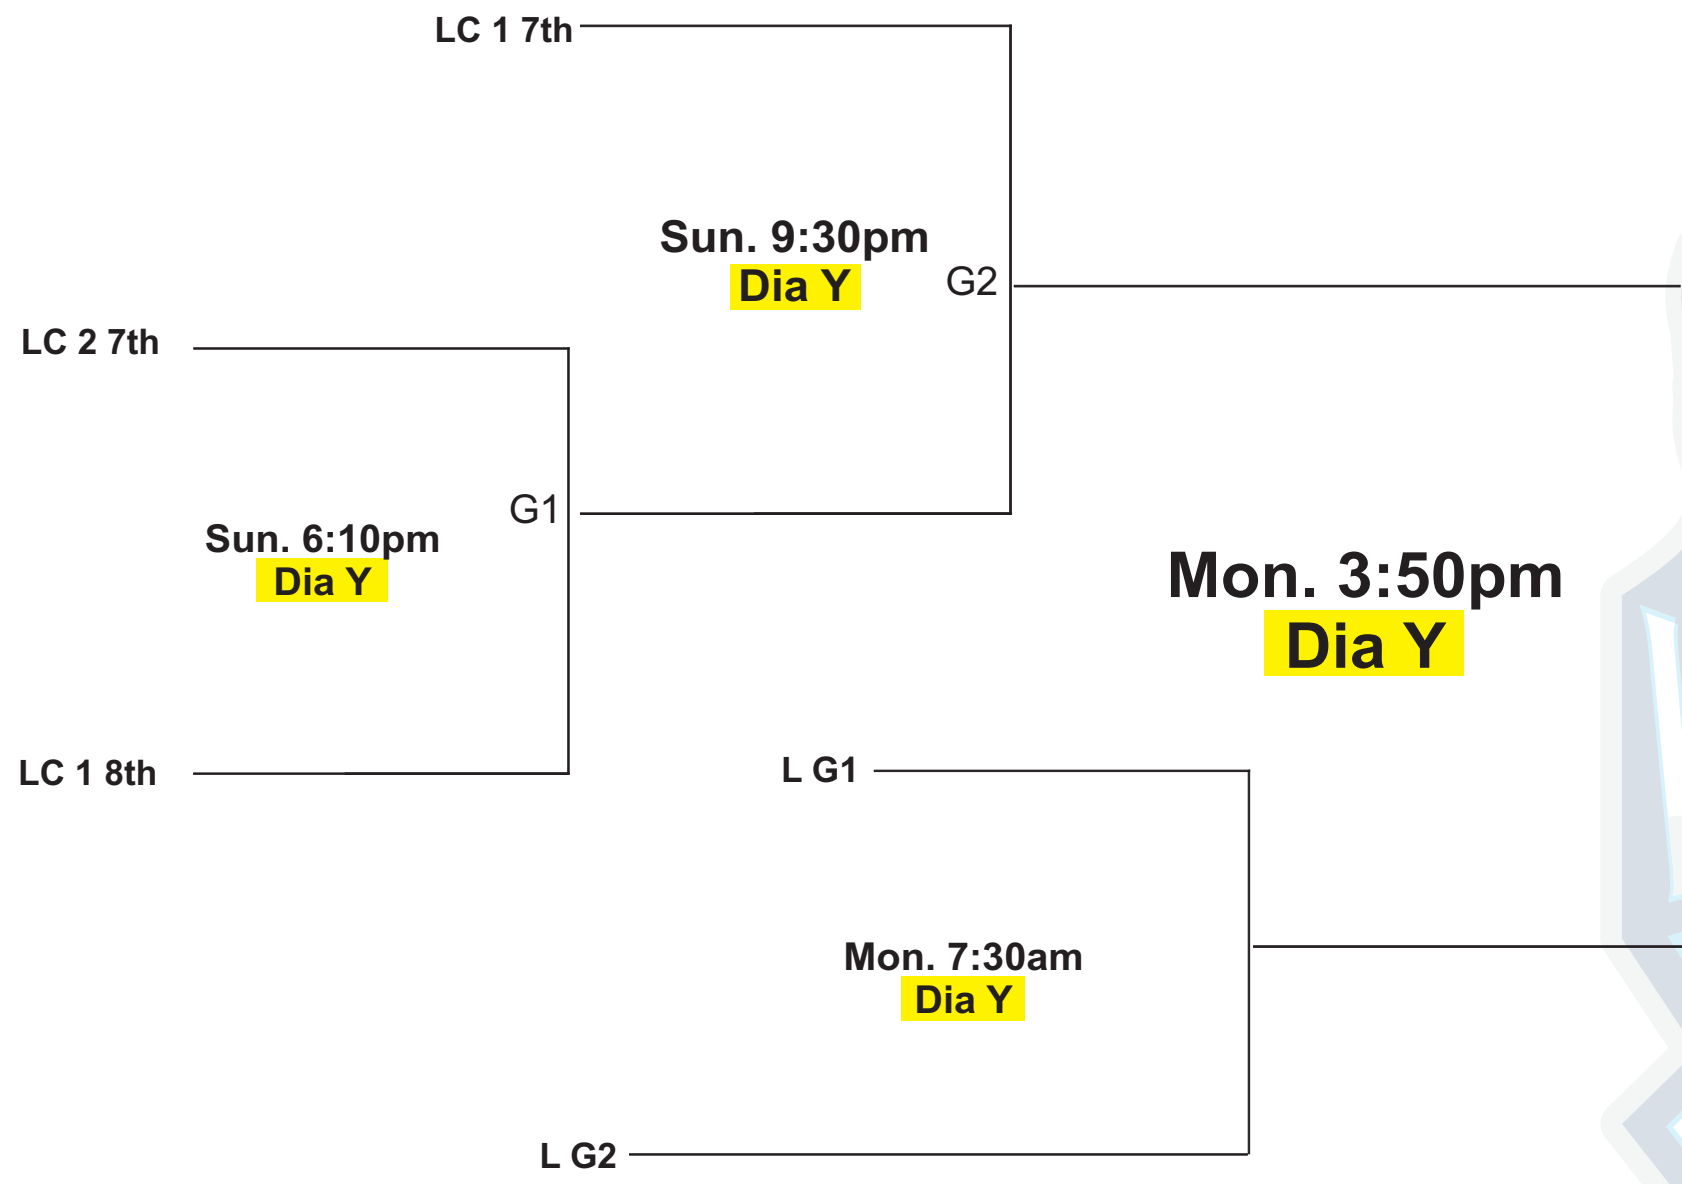 LC 1 7th
Sun. 9:30pm
Dia Y
G2
LC 2 7th
G1
Sun. 6:10pm
Dia Y
Mon. 3:50pm
Dia Y
LC 1 8th
L G1
Mon. 7:30am
Dia Y
L G2